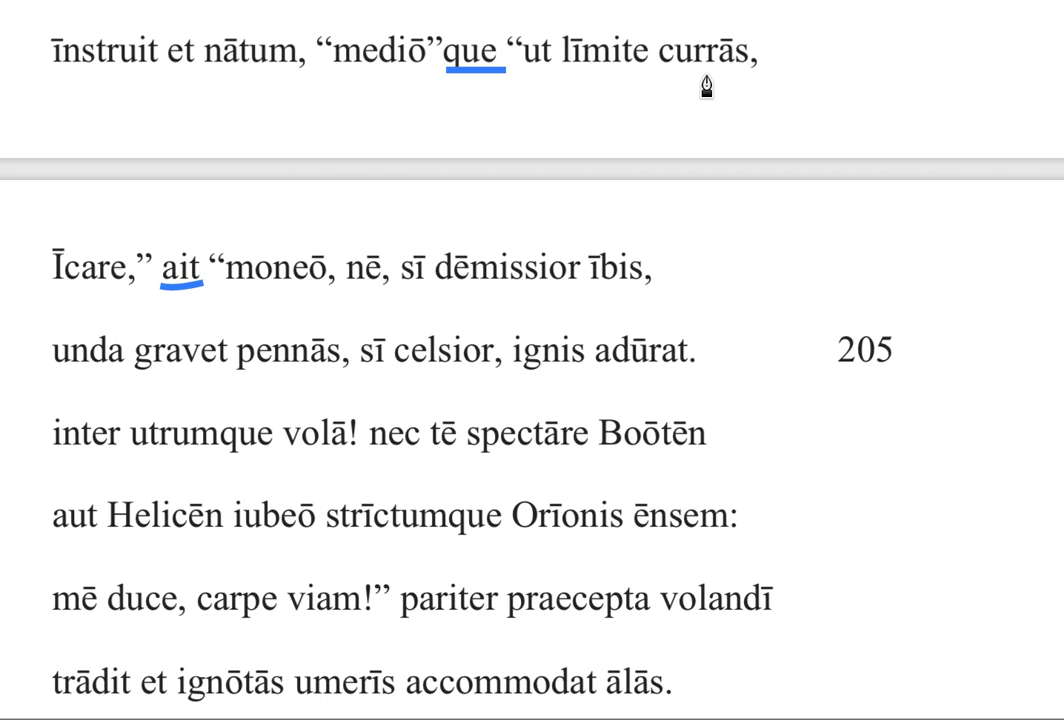 īnstruit et nātum, “mediō”que “ut līmite currās,
Īcare,” ait “moneō, nē, sī dēmissior ībis,
unda gravet pennās, sī celsior, ignis adūrat. 205
inter utrumque volā! nec tē spectāre Boōtēn
aut Helicēn iubeō strīctumque Orīonis ēnsem:
mē duce, carpe viam!” pariter praecepta volandī
trādit et ignōtās umerīs accommodat ālās.